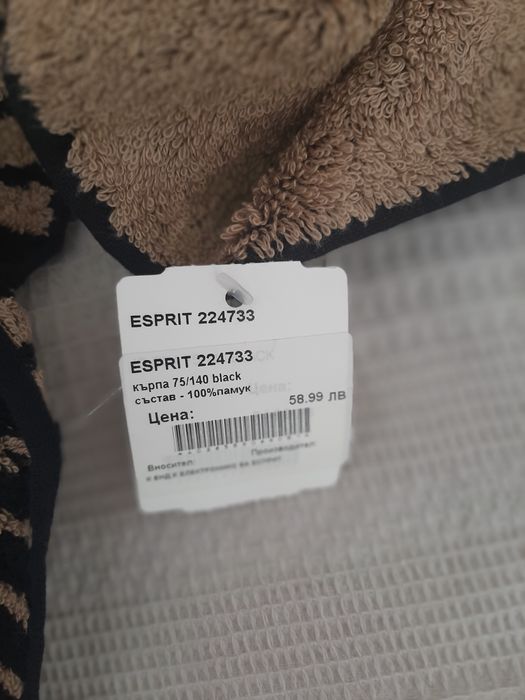 ESPRIT 224733
ESPRIT 224733
кърпа 75/140 black
състав - 100%памук
58.99 ЛВ
Цена:
Вносител: Производител: